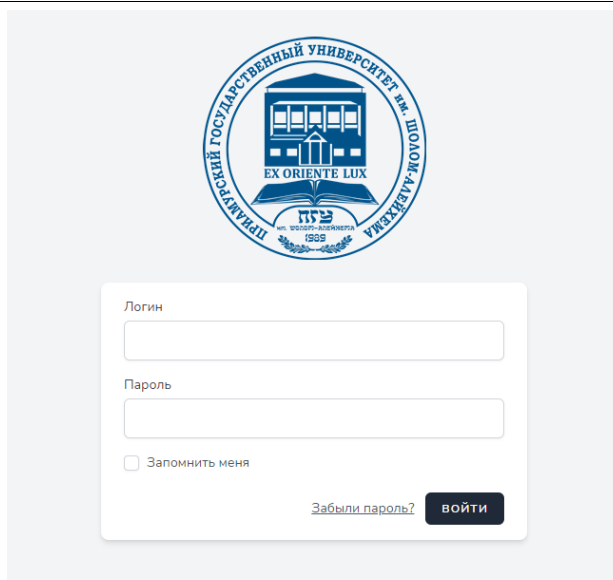 ПРИАМУРСКИЙ ГОСУДАРСТВЕННЫЙ УНИВЕРСИТЕТ ИМ. ШОЛОМ-АЛЕЙХЕМА
EX ORIENTE LUX
ИМ. ШОЛОМ-АЛЕЙХЕМА
1989
Логин
Пароль
Запомнить меня
Забыли пароль?
ВОЙТИ